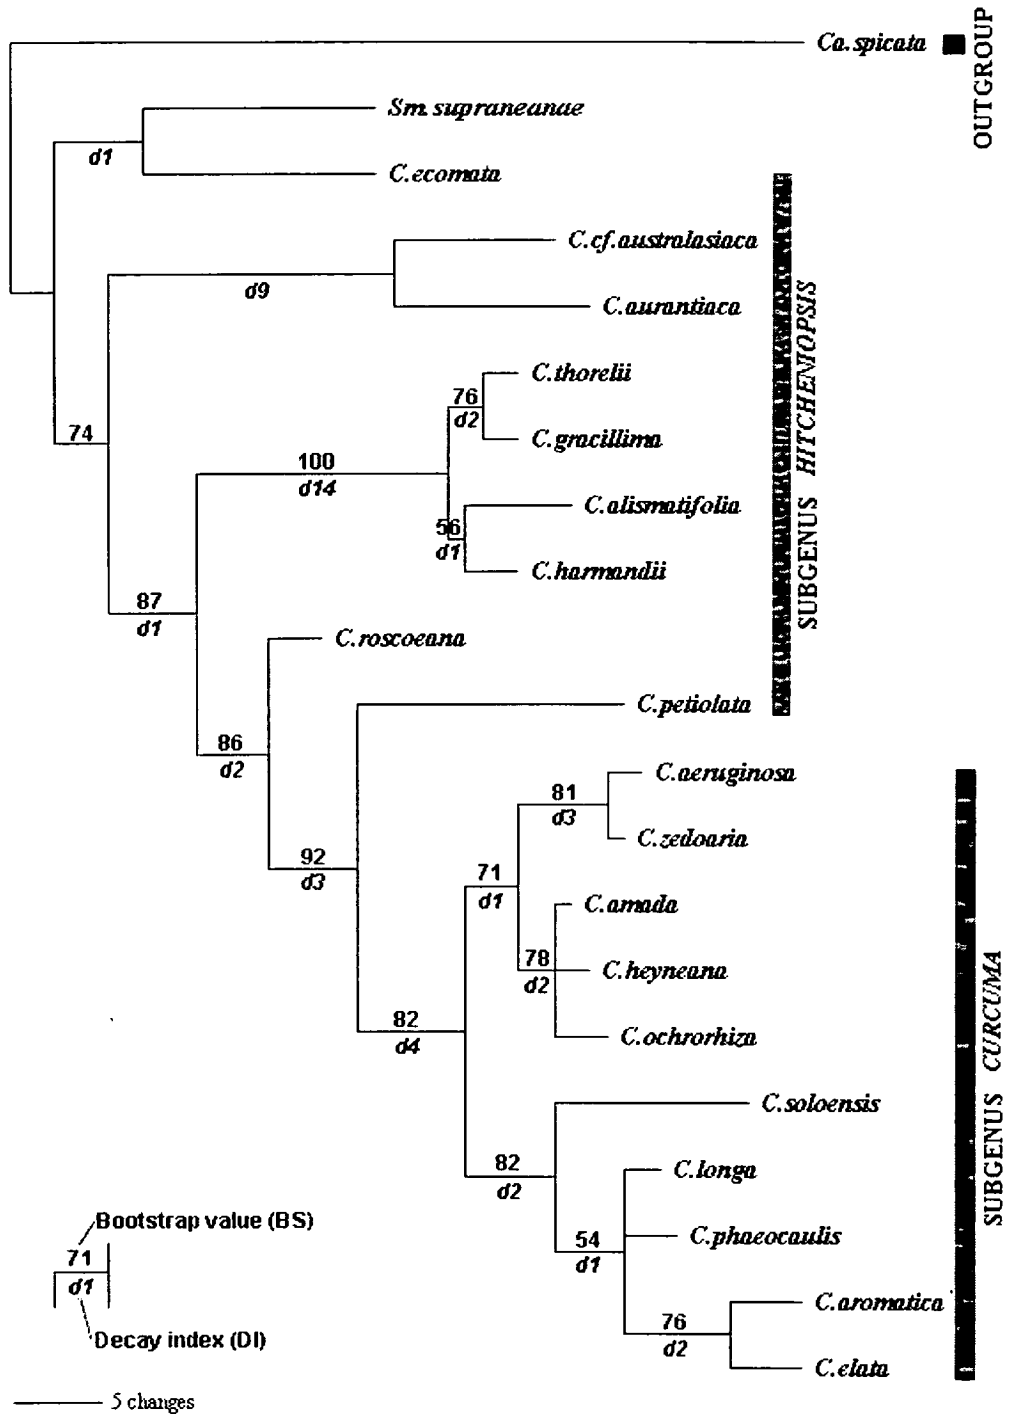 Ca.spicata
OUTGROUP
Sm.supraneanae
d1
C.ecomata
C.cf.australasiaca
d9
C.aurantiaca
SUBGENUS HITCHENIOPSIS
C.thorelii
76
d2
C.gracillima
74
100
d14
C.alismatifolia
56
d1
C.harmandii
87
d1
C.roscoeana
C.petiolata
86
d2
C.aeruginosa
81
d3
C.zedoaria
92
d3
71
d1
C.amada
78
d2
C.heyneana
SUBGENUS CURCUMA
82
d4
C.ochrorhiza
C.soloensis
82
d2
C.longa
Bootstrap value (BS)
C.phaeocaulis
71
d1
54
d1
C.aromatica
76
d2
Decay index (DI)
C.elata
5 changes